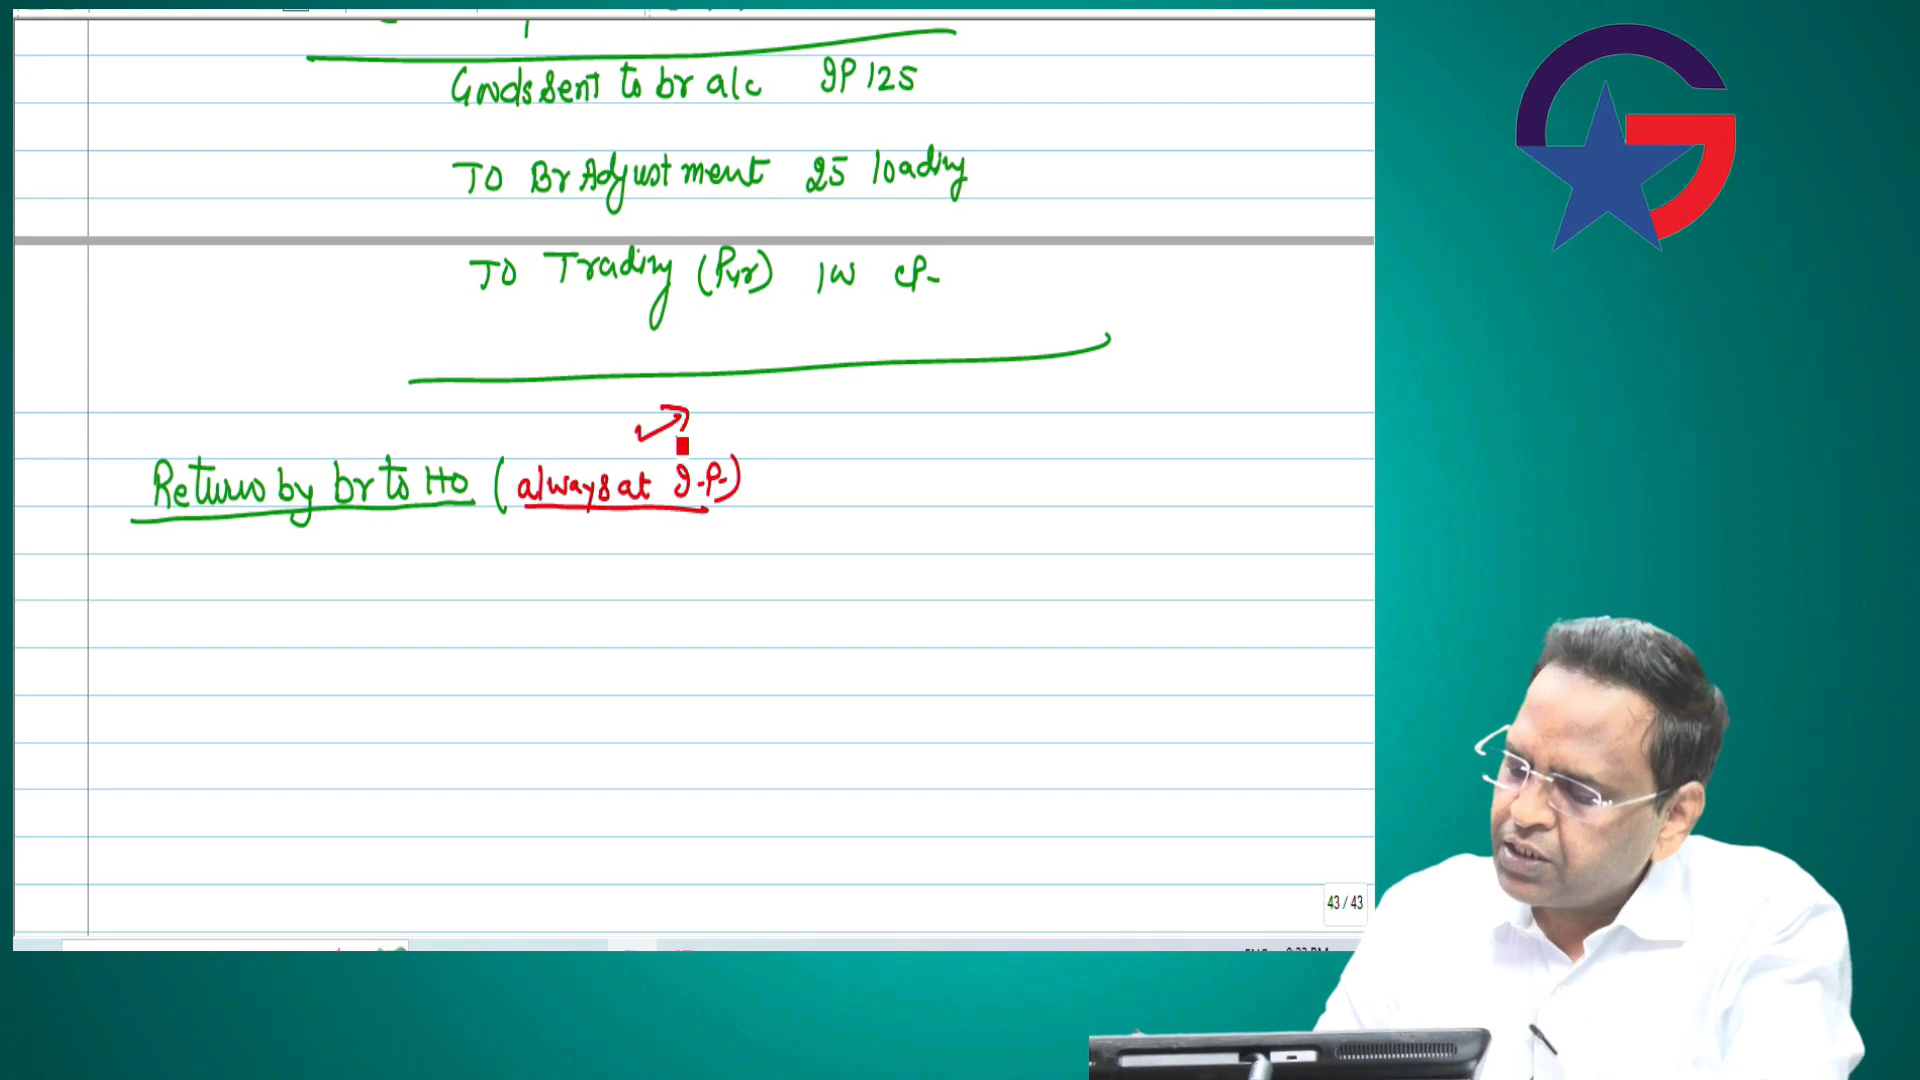 Goods Sent to br a/c IP 125
To Br Adjustment 25 loading
To Trading (Pur) 100 CP-
Returns by br to HO (always at I-P-)
43 / 43